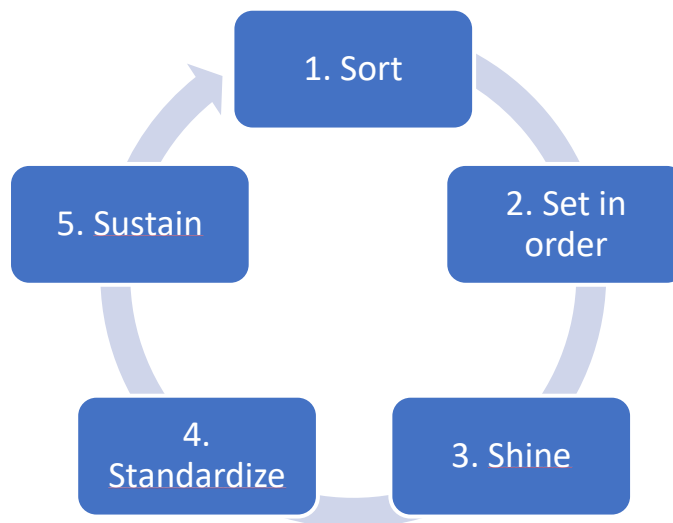 1. Sort
2. Set in
order
3. Shine
4.
Standardize
5. Sustain